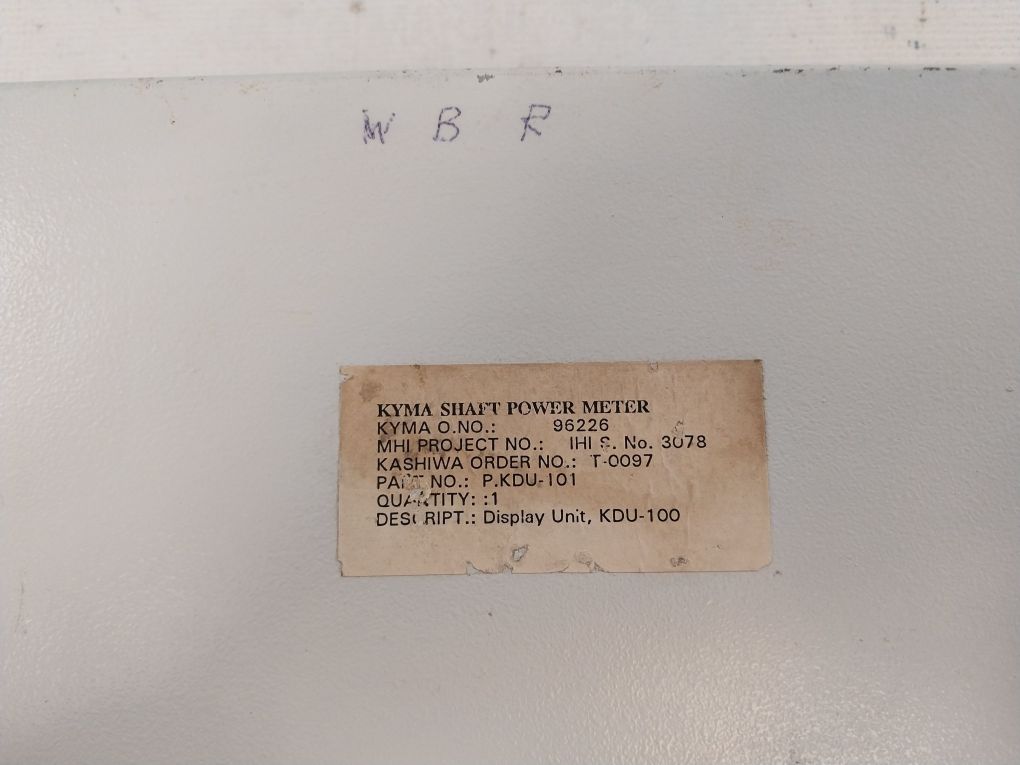 W B R
KYMA SHAFT POWER METER
KYMA O.NO.: 96226
MHI PROJECT NO.: IHI S. No. 3078
KASHIWA ORDER NO.: T-0097
PART NO.: P.KDU-101
QUANTITY: :1
DESCRIPT.: Display Unit, KDU-100